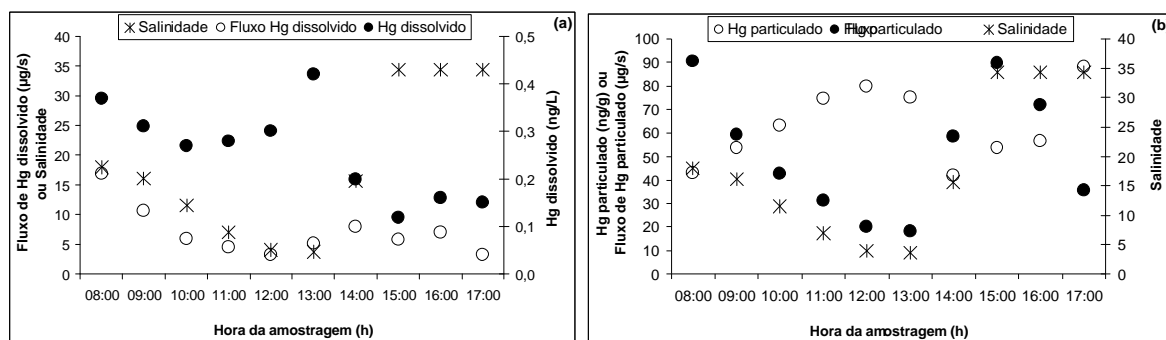 (a)
Salinidade Fluxo Hg dissolvido Hg dissolvido
Fluxo de Hg dissolvido (µg/s)
ou Salinidade
40
35
30
25
20
15
10
5
0
0,5
0,4
0,3
0,2
0,1
0,0
Hg dissolvido (ng/L)
08:00 09:00 10:00 11:00 12:00 13:00 14:00 15:00 16:00 17:00
Hora da amostragem (h)
(b
Hg particulado Fluxo particulado Salinidade
Hg particulado (ng/g) ou
Fluxo de Hg particulado (µg/s)
100
90
80
70
60
50
40
30
20
10
0
40
35
30
25
20
15
10
5
0
Salinidade
08:00 09:00 10:00 11:00 12:00 13:00 14:00 15:00 16:00 17:00
Hora da amostragem (h)